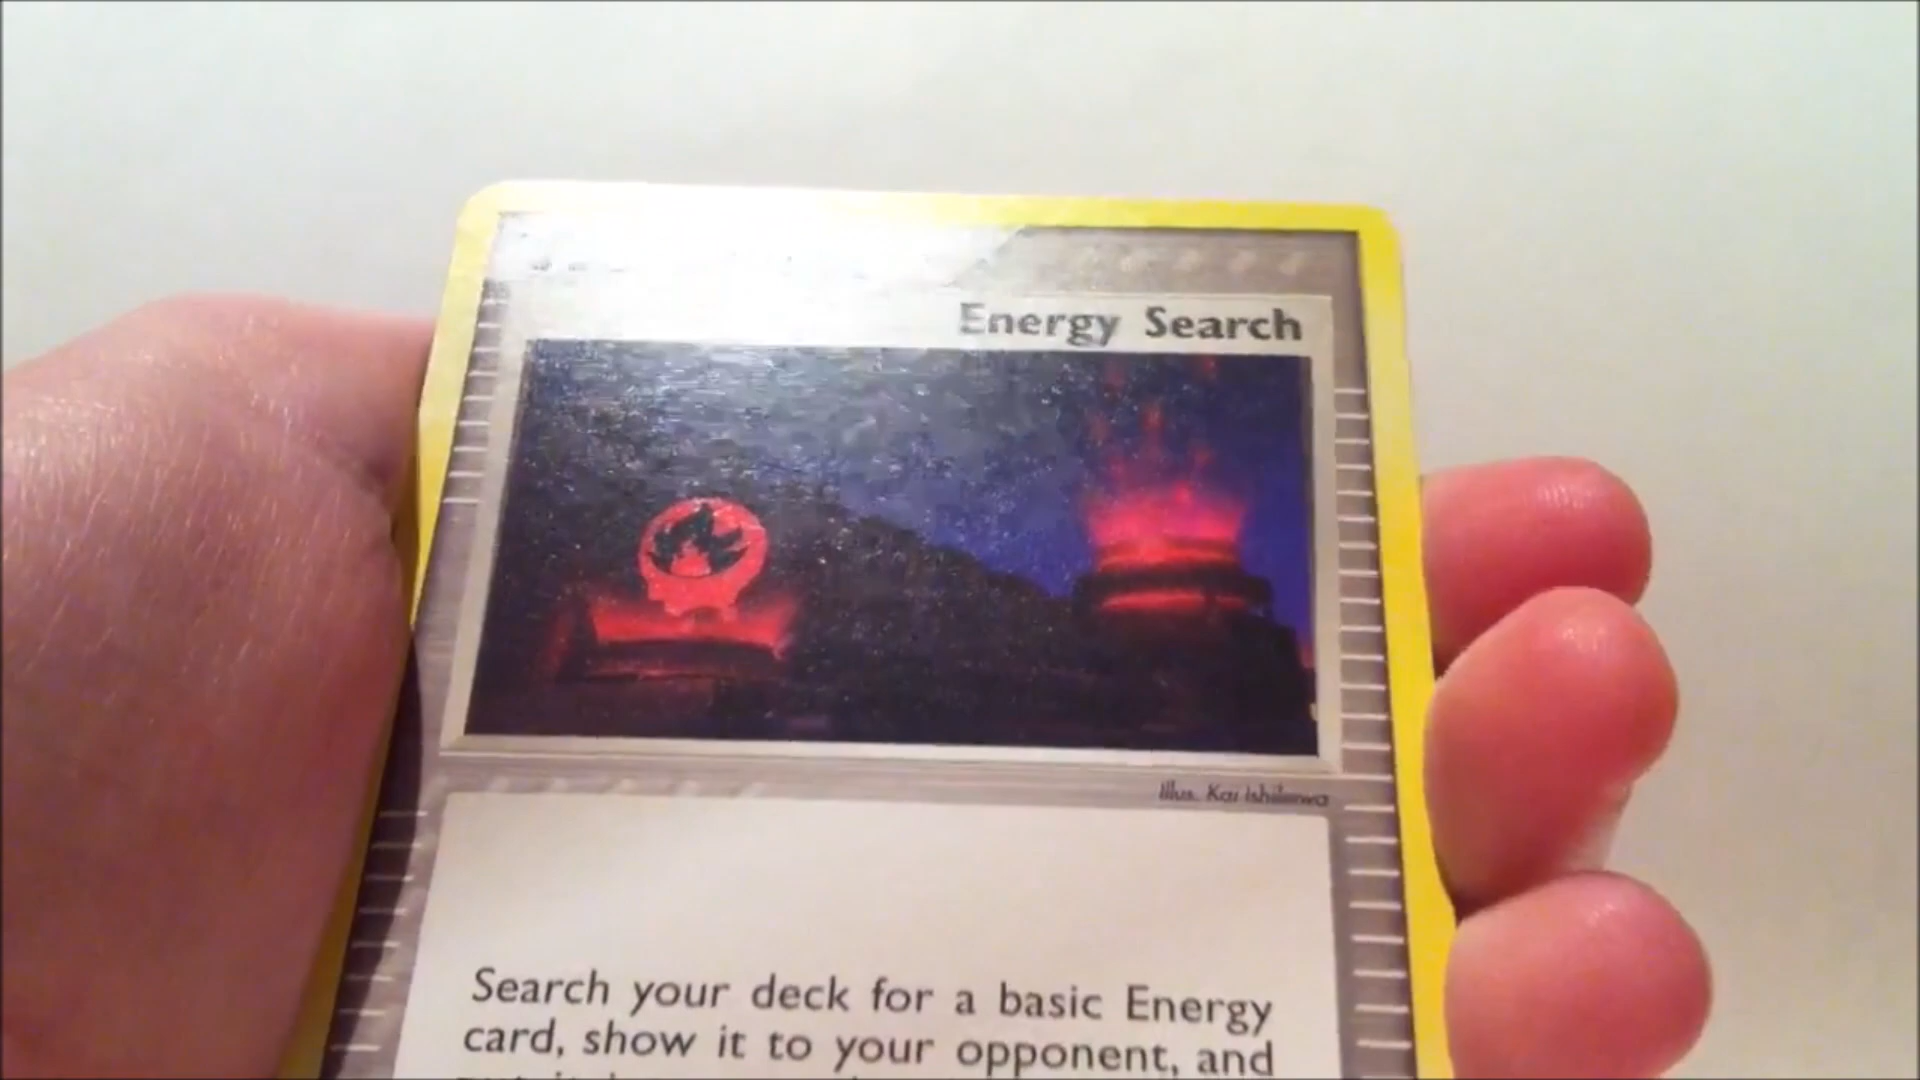 Energy Search
Illus. Kai Ishikawa
Search your deck for a basic Energy
card, show it to your opponent, and